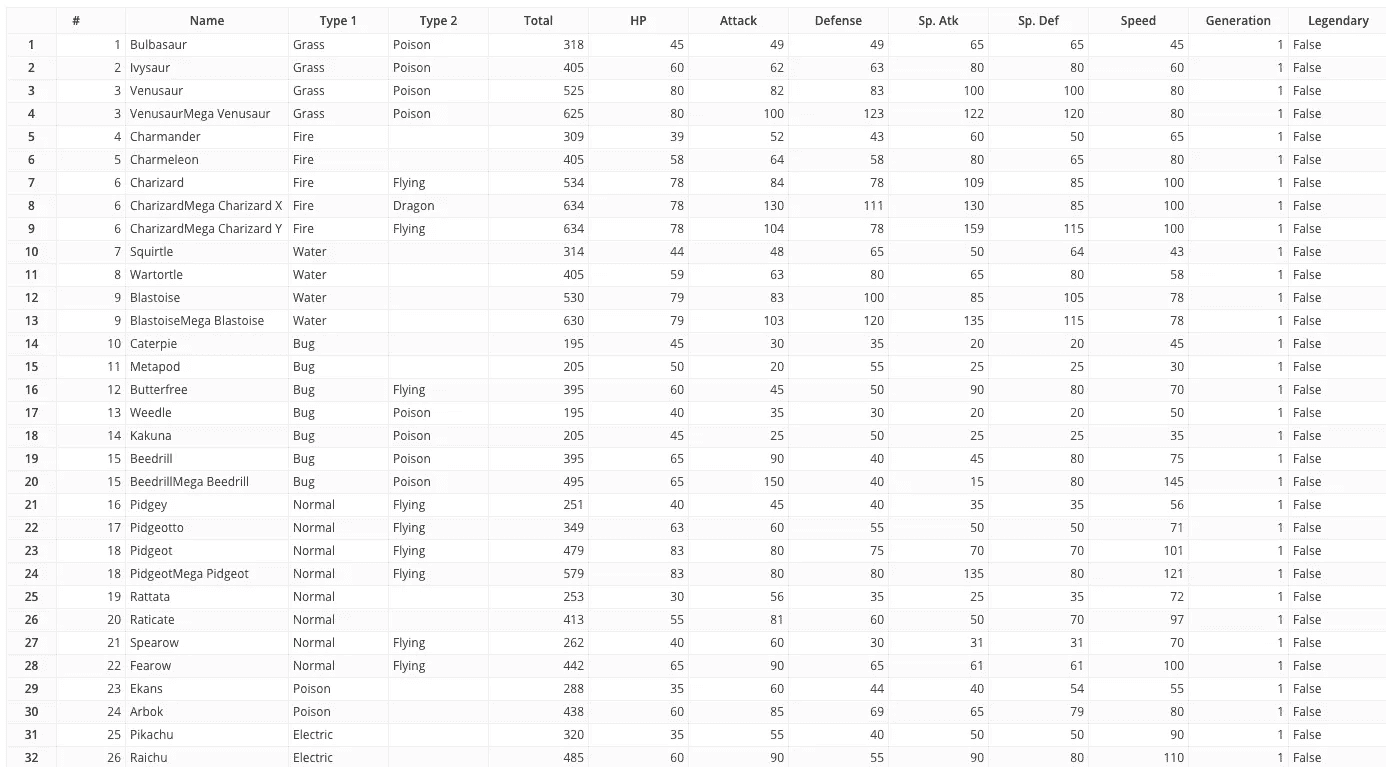 # Name Type 1 Type 2 Total HP Attack Defense Sp. Atk Sp. Def Speed Generation Legendary
1 1 Bulbasaur Grass Poison 318 45 49 49 65 65 45 1 False
2 2 Ivysaur Grass Poison 405 60 62 63 80 80 60 1 False
3 3 Venusaur Grass Poison 525 80 82 83 100 100 80 1 False
4 3 VenusaurMega Venusaur Grass Poison 625 80 100 123 122 120 80 1 False
5 4 Charmander Fire 309 39 52 43 60 50 65 1 False
6 5 Charmeleon Fire 405 58 64 58 80 65 80 1 False
7 6 Charizard Fire Flying 534 78 84 78 109 85 100 1 False
8 6 CharizardMega Charizard X Fire Dragon 634 78 130 111 130 85 100 1 False
9 6 CharizardMega Charizard Y Fire Flying 634 78 104 78 159 115 100 1 False
10 7 Squirtle Water 314 44 48 65 50 64 43 1 False
11 8 Wartortle Water 405 59 63 80 65 80 58 1 False
12 9 Blastoise Water 530 79 83 100 85 105 78 1 False
13 9 BlastoiseMega Blastoise Water 630 79 103 120 135 115 78 1 False
14 10 Caterpie Bug 195 45 30 35 20 20 45 1 False
15 11 Metapod Bug 205 50 20 55 25 25 30 1 False
16 12 Butterfree Bug Flying 395 60 45 50 90 80 70 1 False
17 13 Weedle Bug Poison 195 40 35 30 20 20 50 1 False
18 14 Kakuna Bug Poison 205 45 25 50 25 25 35 1 False
19 15 Beedrill Bug Poison 395 65 90 40 45 80 75 1 False
20 15 BeedrillMega Beedrill Bug Poison 495 65 150 40 15 80 145 1 False
21 16 Pidgey Normal Flying 251 40 45 40 35 35 56 1 False
22 17 Pidgeotto Normal Flying 349 63 60 55 50 50 71 1 False
23 18 Pidgeot Normal Flying 479 83 80 75 70 70 101 1 False
24 18 PidgeotMega Pidgeot Normal Flying 579 83 80 80 135 80 121 1 False
25 19 Rattata Normal 253 30 56 35 25 35 72 1 False
26 20 Raticate Normal 413 55 81 60 50 70 97 1 False
27 21 Spearow Normal Flying 262 40 60 30 31 31 70 1 False
28 22 Fearow Normal Flying 442 65 90 65 61 61 100 1 False
29 23 Ekans Poison 288 35 60 44 40 54 55 1 False
30 24 Arbok Poison 438 60 85 69 65 79 80 1 False
31 25 Pikachu Electric 320 35 55 40 50 50 90 1 False
32 26 Raichu Electric 485 60 90 55 90 80 110 1 False